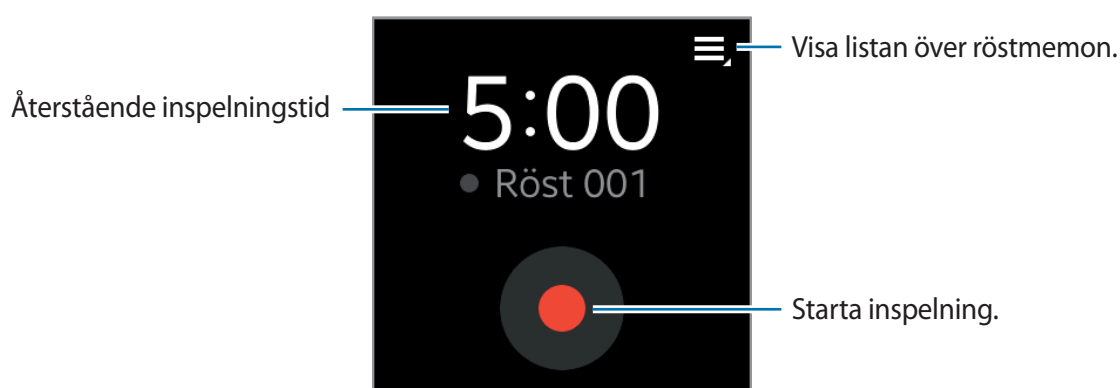 Visa listan över röstmemon.
Återstående inspelningstid
5:00
Röst 001
Starta inspelning.